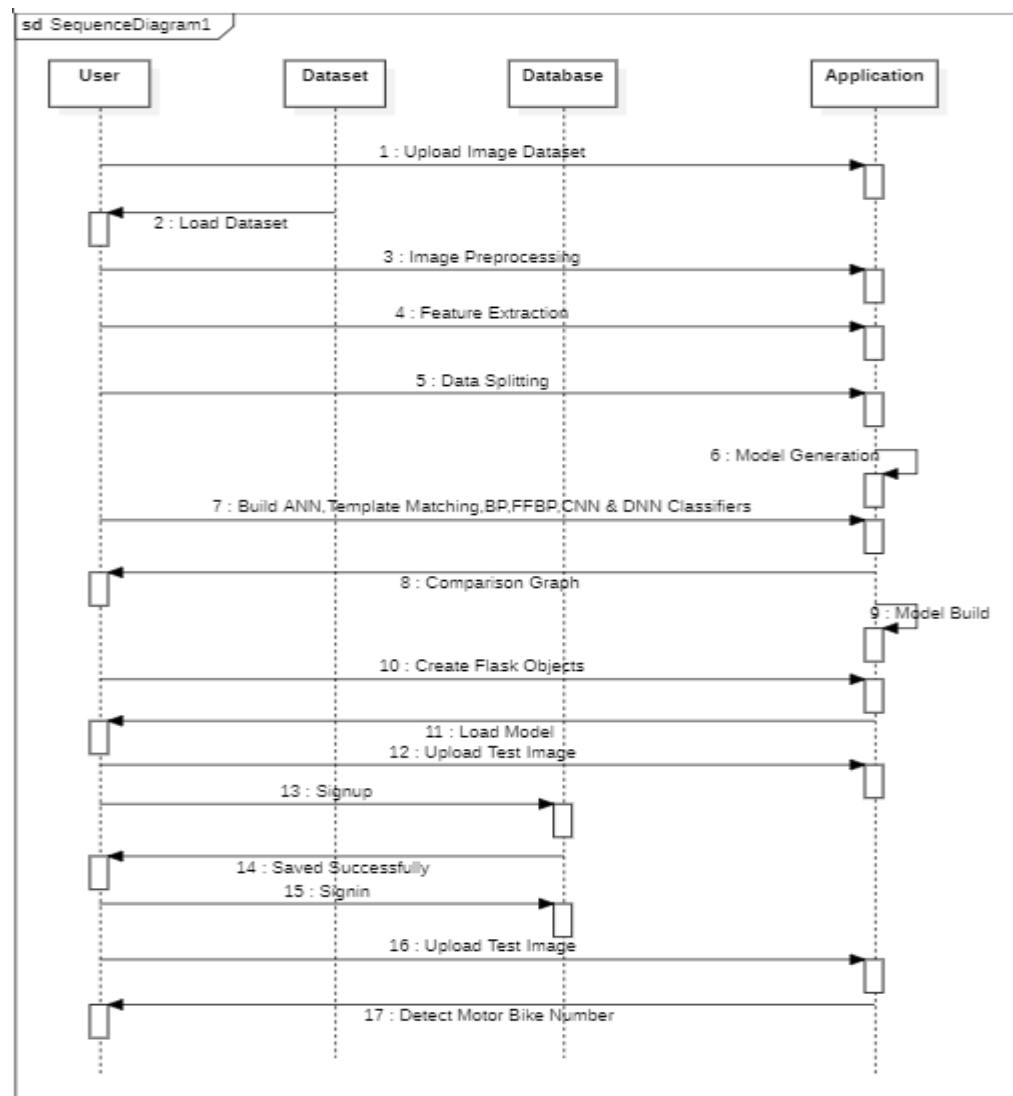 sd SequenceDiagram1
User
Dataset
Database
Application
1 : Upload Image Dataset
2 : Load Dataset
3 : Image Preprocessing
4 : Feature Extraction
5 : Data Splitting
6 : Model Generation
7 : Build ANN,Template Matching,BP,FFBP,CNN & DNN Classifiers
8 : Comparison Graph
9 : Model Build
10 : Create Flask Objects
11 : Load Model
12 : Upload Test Image
13 : Signup
14 : Saved Successfully
15 : Signin
16 : Upload Test Image
17 : Detect Motor Bike Number